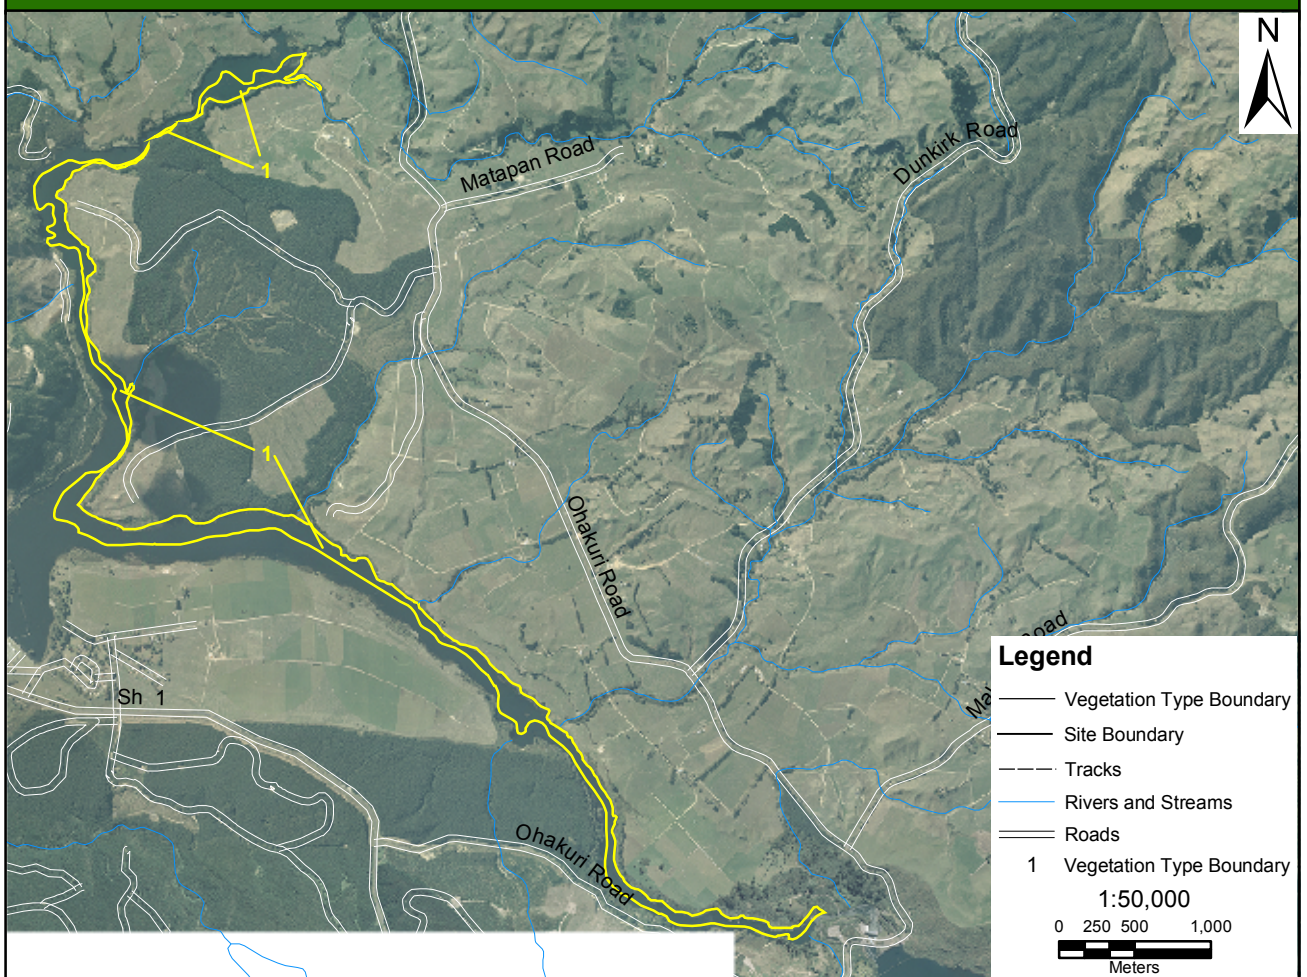 N
Matapan Road
Dunkirk Road
1
1
Ohakuri Road
Sh 1
Ohakuri Road
Road
Legend
Vegetation Type Boundary
Site Boundary
Tracks
Rivers and Streams
Roads
1 Vegetation Type Boundary
1:50,000
0 250 500 1,000
Meters